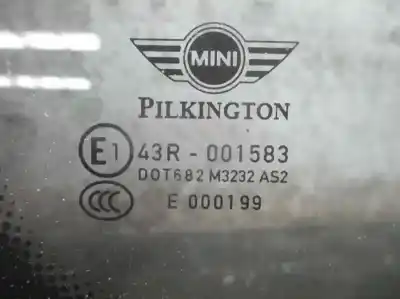 MINI
PILKINGTON
E1 43R - 001583
DOT682 M3232 AS2
CCC E 000199